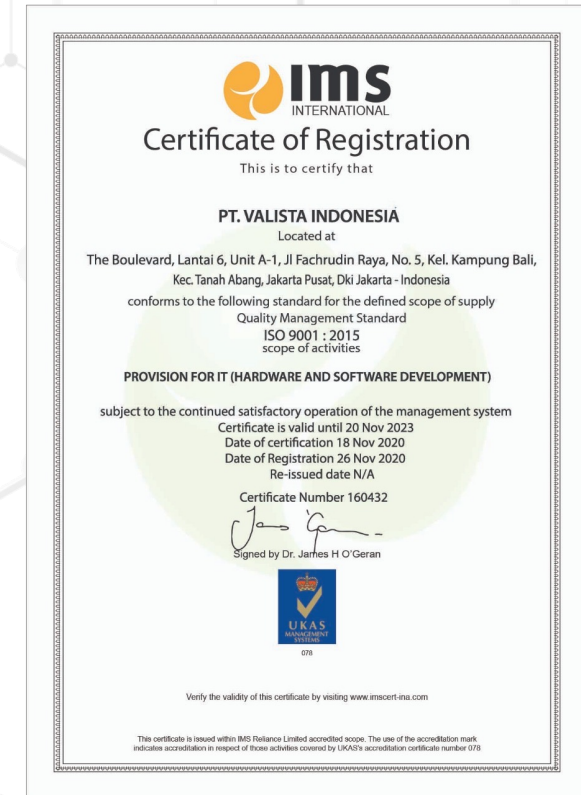 ims
INTERNATIONAL
Certificate of Registration
This is to certify that
PT. VALISTA INDONESIA
Located at
The Boulevard, Lantai 6, Unit A-1, Jl Fachrudin Raya, No. 5, Kel. Kampung Bali,
Kec. Tanah Abang, Jakarta Pusat, Dki Jakarta - Indonesia
conforms to the following standard for the defined scope of supply
Quality Management Standard
ISO 9001 : 2015
scope of activities
PROVISION FOR IT (HARDWARE AND SOFTWARE DEVELOPMENT)
subject to the continued satisfactory operation of the management system
Certificate is valid until 20 Nov 2023
Date of certification 18 Nov 2020
Date of Registration 26 Nov 2020
Re-issued date N/A
Certificate Number 160432
Signed by Dr. James H O'Geran
UKAS
MANAGEMENT
SYSTEMS
078
Verify the validity of this certificate by visiting www.imscert-ina.com
This certificate is issued within IMS Reliance Limited accredited scope. The use of the accreditation mark
indicates accreditation in respect of those activities covered by UKAS's accreditation certificate number 078